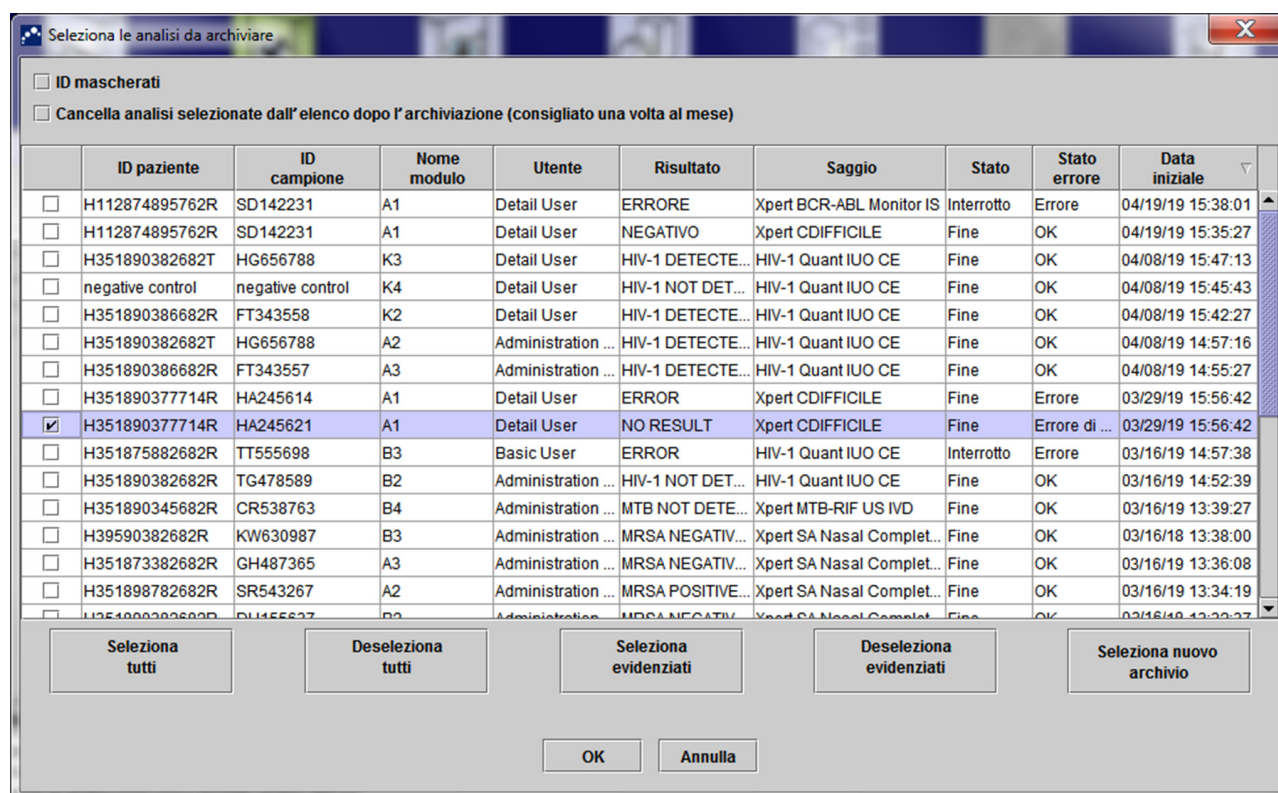 Seleziona le analisi da archiviare
ID mascherati
Cancella analisi selezionate dall'elenco dopo l'archiviazione (consigliato una volta al mese)
ID paziente ID campione Nome modulo Utente Risultato Saggio Stato Stato errore Data iniziale
H112874895762R SD142231 A1 Detail User ERRORE Xpert BCR-ABL Monitor IS Interrotto Errore 04/19/19 15:38:01
H112874895762R SD142231 A1 Detail User NEGATIVO Xpert CDIFFICILE Fine OK 04/19/19 15:35:27
H351890382682T HG656788 K3 Detail User HIV-1 DETECTE... HIV-1 Quant IUO CE Fine OK 04/08/19 15:47:13
negative control negative control K4 Detail User HIV-1 NOT DET... HIV-1 Quant IUO CE Fine OK 04/08/19 15:45:43
H351890386682R FT343558 K2 Detail User HIV-1 DETECTE... HIV-1 Quant IUO CE Fine OK 04/08/19 15:42:27
H351890382682T HG656788 A2 Administration ... HIV-1 DETECTE... HIV-1 Quant IUO CE Fine OK 04/08/19 14:57:16
H351890386682R FT343557 A3 Administration ... HIV-1 DETECTE... HIV-1 Quant IUO CE Fine OK 04/08/19 14:55:27
H351890377714R HA245614 A1 Detail User ERROR Xpert CDIFFICILE Fine Errore 03/29/19 15:56:42
H351890377714R HA245621 A1 Detail User NO RESULT Xpert CDIFFICILE Fine Errore di ... 03/29/19 15:56:42
H351875882682R TT555698 B3 Basic User ERROR HIV-1 Quant IUO CE Interrotto Errore 03/16/19 14:57:38
H351890382682R TG478589 B2 Administration ... HIV-1 NOT DET... HIV-1 Quant IUO CE Fine OK 03/16/19 14:52:39
H351890345682R CR538763 B4 Administration ... MTB NOT DETE... Xpert MTB-RIF US IVD Fine OK 03/16/19 13:39:27
H39590382682R KW630987 B3 Administration ... MRSA NEGATIV... Xpert SA Nasal Complet... Fine OK 03/16/18 13:38:00
H351873382682R GH487365 A3 Administration ... MRSA NEGATIV... Xpert SA Nasal Complet... Fine OK 03/16/19 13:36:08
H351898782682R SR543267 A2 Administration ... MRSA POSITIVE... Xpert SA Nasal Complet... Fine OK 03/16/19 13:34:19
Seleziona tutti Deseleziona tutti Seleziona evidenziati Deseleziona evidenziati Seleziona nuovo archivio
OK Annulla